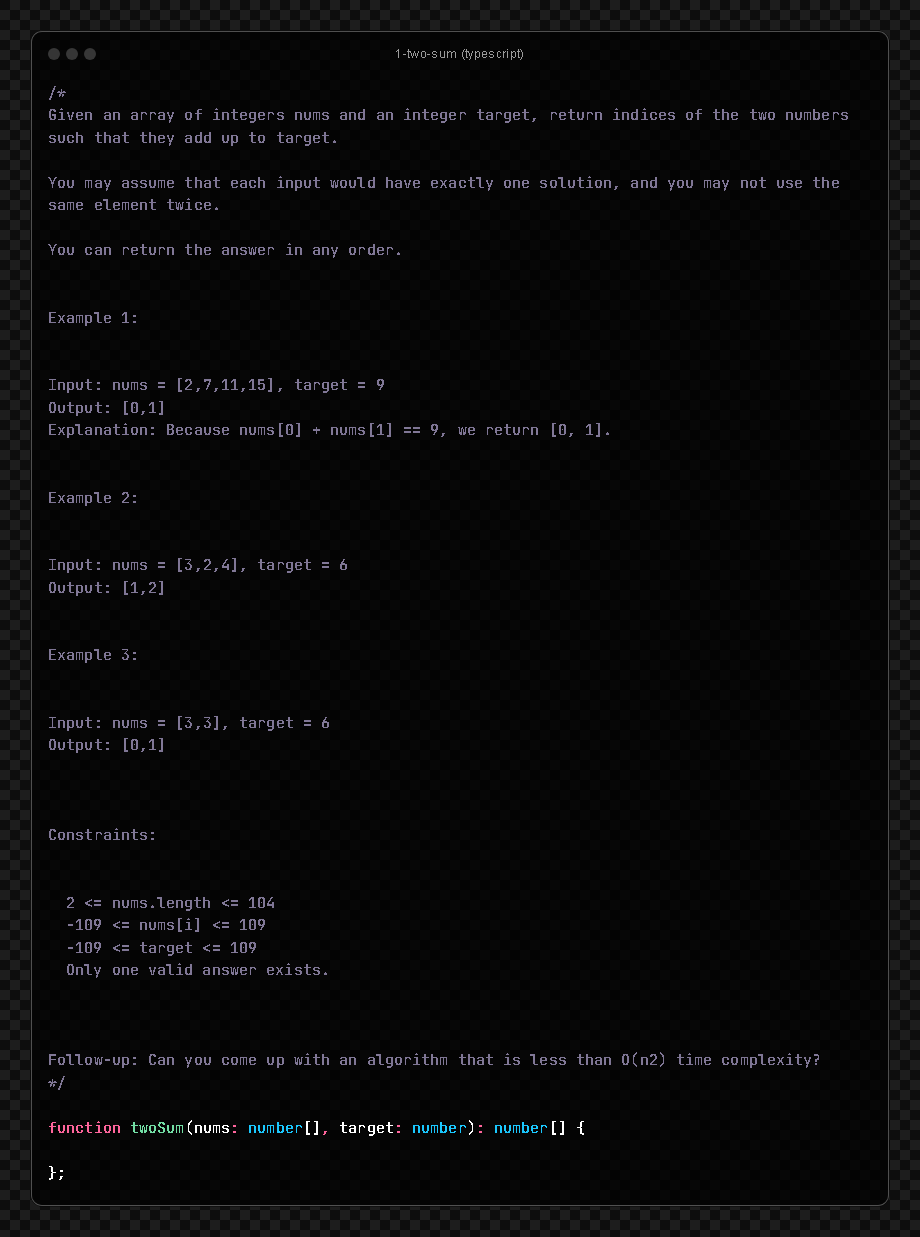 1-two-sum (typescript)
/*
Given an array of integers nums and an integer target, return indices of the two numbers
such that they add up to target.
You may assume that each input would have exactly one solution, and you may not use the
same element twice.
You can return the answer in any order.
Example 1:
Input: nums = [2,7,11,15], target = 9
Output: [0,1]
Explanation: Because nums[0] + nums[1] == 9, we return [0, 1].
Example 2:
Input: nums = [3,2,4], target = 6
Output: [1,2]
Example 3:
Input: nums = [3,3], target = 6
Output: [0,1]
Constraints:
2 <= nums.length <= 104
-109 <= nums[i] <= 109
-109 <= target <= 109
Only one valid answer exists.
Follow-up: Can you come up with an algorithm that is less than O(n2) time complexity?
*/
function twoSum(nums: number[], target: number): number[] {
};